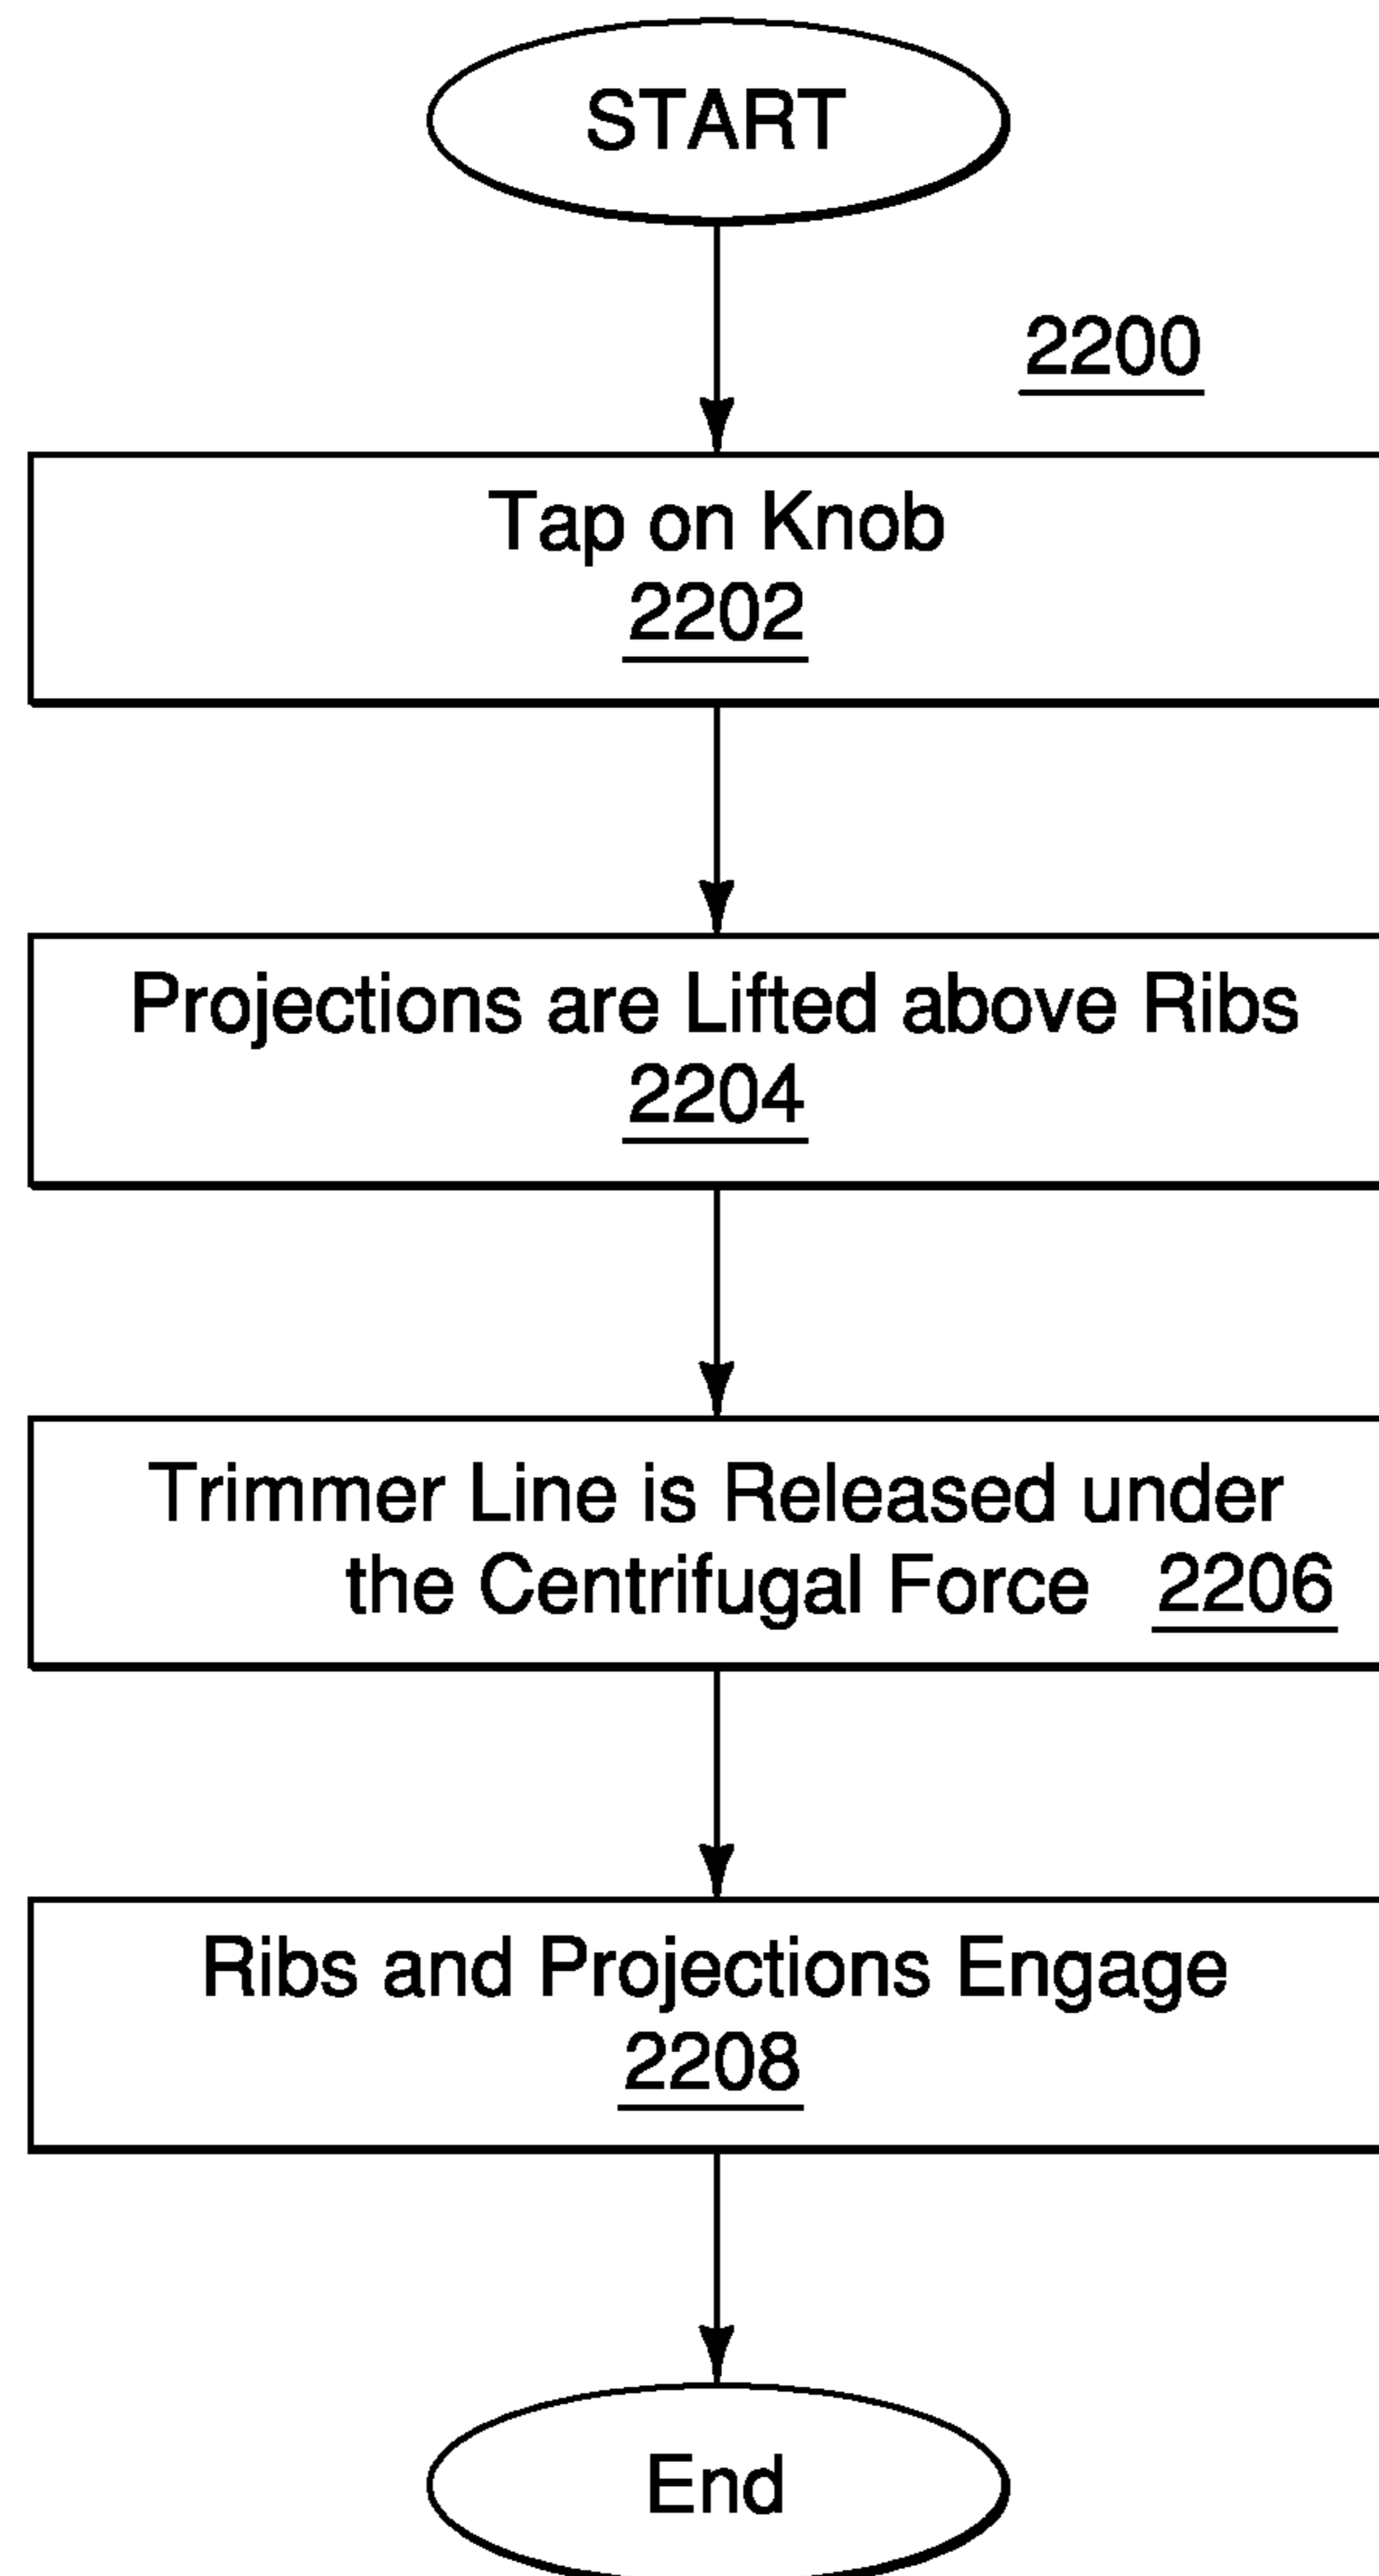 START
2200
Tap on Knob
2202
Projections are Lifted above Ribs
2204
Trimmer Line is Released under
the Centrifugal Force 2206
Ribs and Projections Engage
2208
End